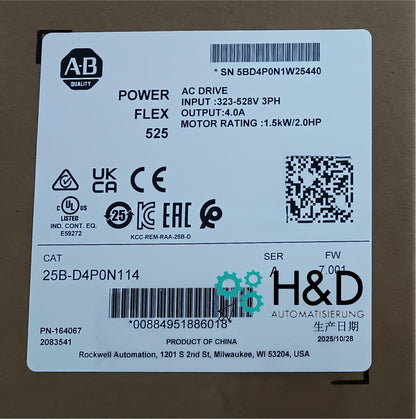 A-B
QUALITY
* SN 5BD4P0N1W25440
POWER
FLEX
525
AC DRIVE
INPUT :323-528V 3PH
OUTPUT:4.0A
MOTOR RATING :1.5kW/2.0HP
UK
CA
CE
C UL US
LISTED
IND. CONT. EQ.
E59272
25
EAC
KCC-REM-RAA-25B-D
CAT
SER
FW
25B-D4P0N114
A
7.001
H&D
AUTOMATISIERUNG
*00884951886018*
生产日期
2025/10/28
PN-164067
2083541
PRODUCT OF CHINA
Rockwell Automation, 1201 S 2nd St, Milwaukee, WI 53204, USA